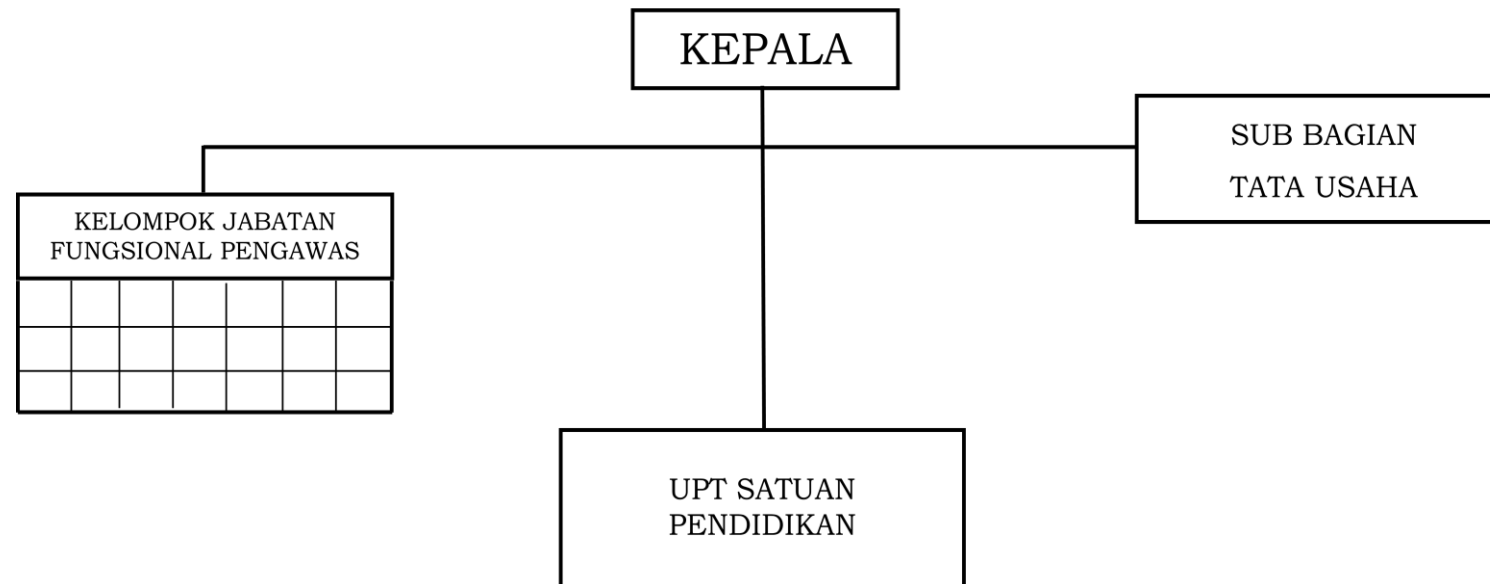 KEPALA
SUB BAGIAN
TATA USAHA
KELOMPOK JABATAN
FUNGSIONAL PENGAWAS
UPT SATUAN
PENDIDIKAN